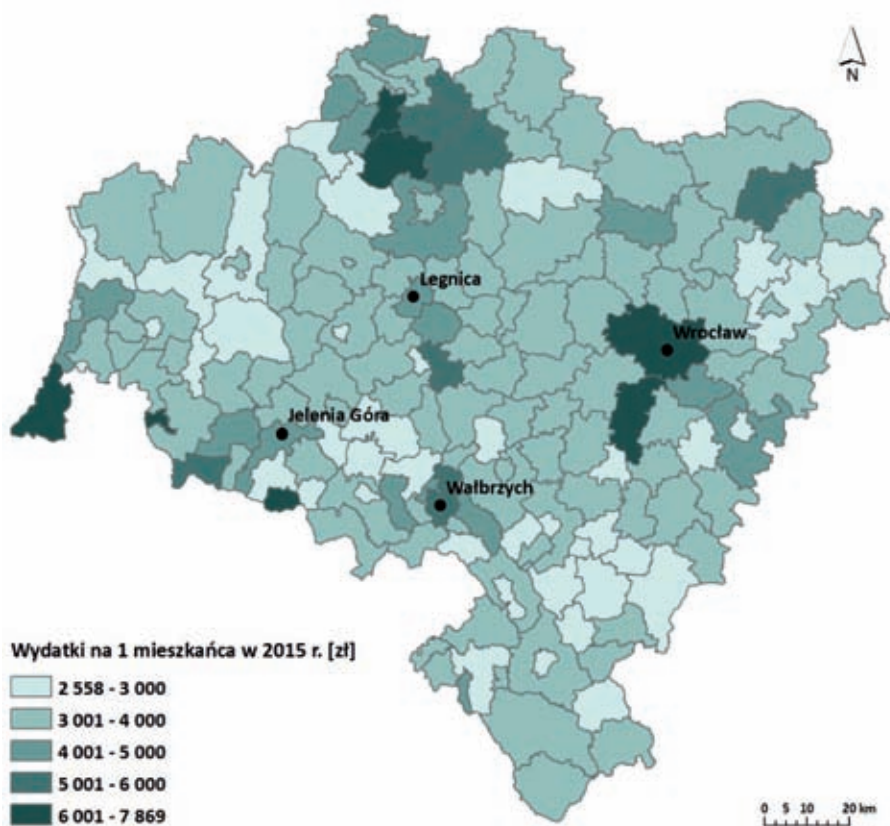 N
Legnica
Wrocław
Jelenia Góra
Wałbrzych
Wydatki na 1 mieszkańca w 2015 r. [zł]
2 558 - 3 000
3 001 - 4 000
4 001 - 5 000
5 001 - 6 000
6 001 - 7 869
0 5 10 20 km